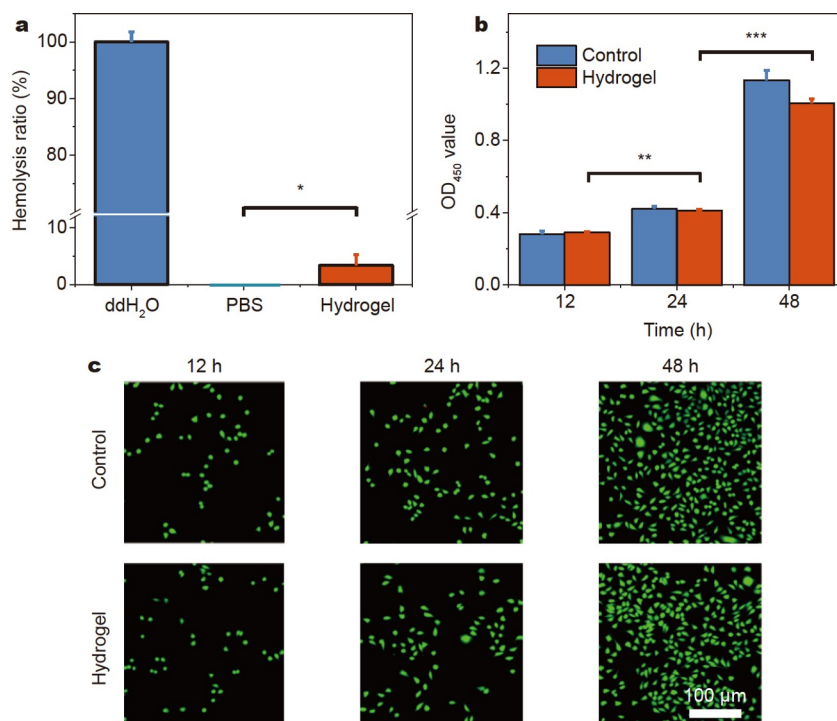 a
Hemolysis ratio (%)
100
90
80
10
0
*
ddH₂O PBS Hydrogel
b
OD₄₅₀ value
1.2
0.8
0.4
0.0
Control
Hydrogel
**
***
12 24 48
Time (h)
c
12 h 24 h 48 h
Control
Hydrogel
100 μm